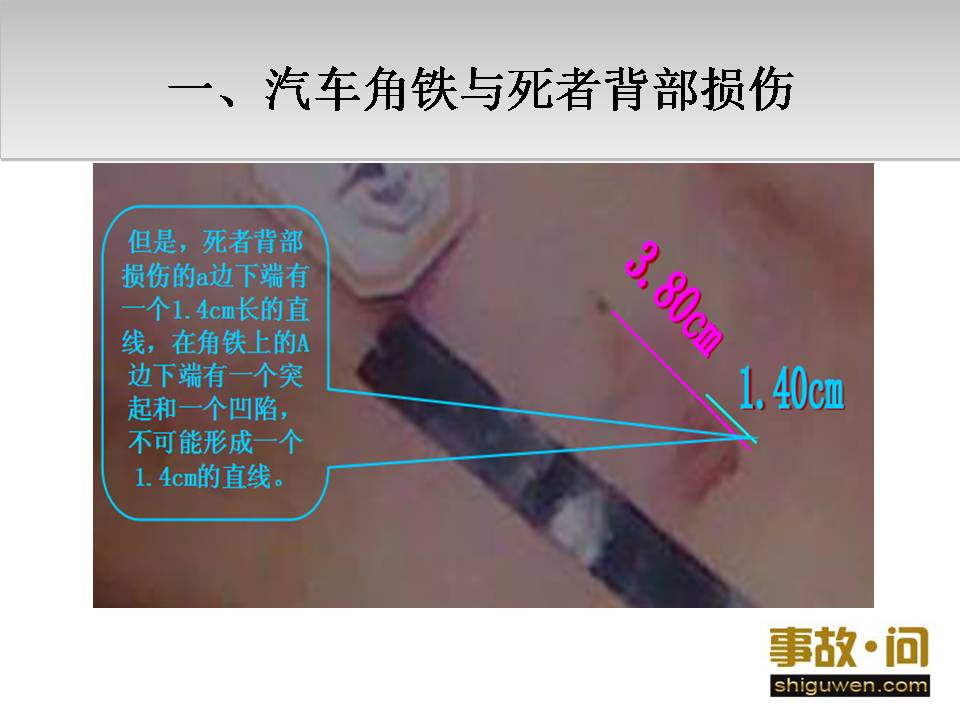 一、汽车角铁与死者背部损伤
但是，死者背部
损伤的a边下端有
一个1.4cm长的直
线，在角铁上的A
边下端有一个突
起和一个凹陷，
不可能形成一个
1.4cm的直线。
3.80cm
1.40cm
事故·问
shiguwen.com